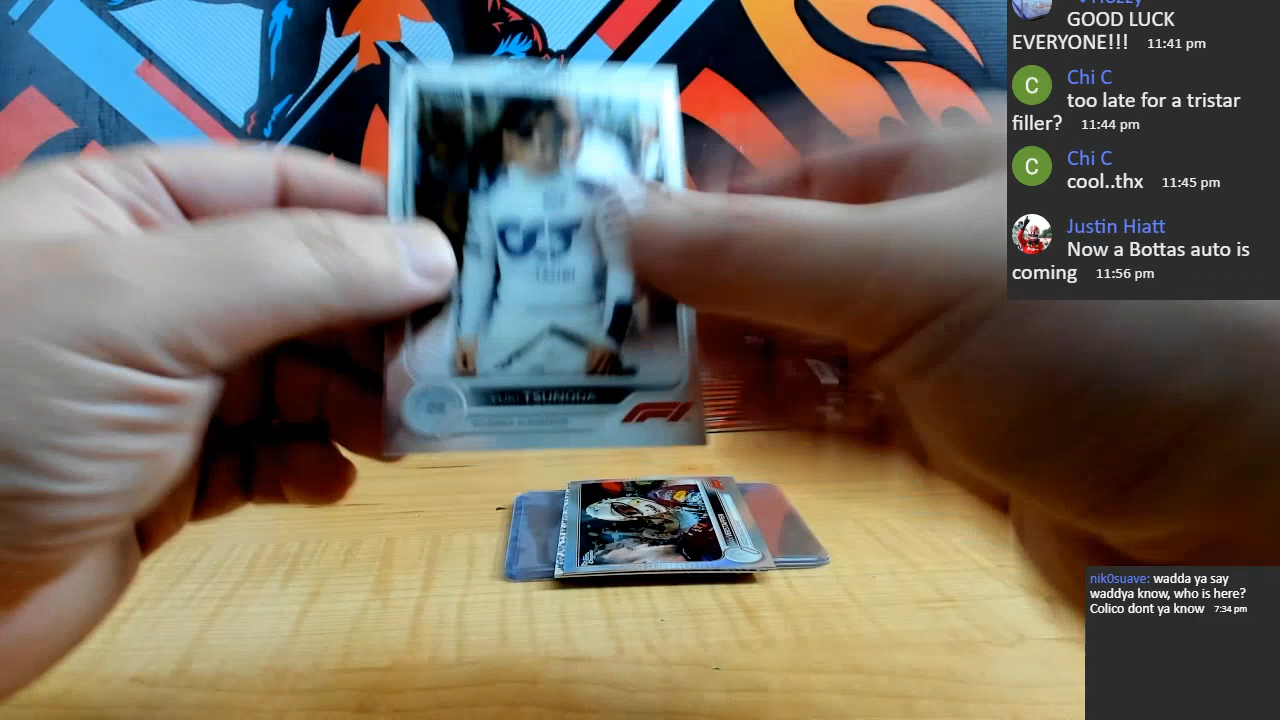 GOOD LUCK
EVERYONE!!! 11:41 pm
C
Chi C
too late for a tristar
filler? 11:44 pm
C
Chi C
cool..thx 11:45 pm
Justin Hiatt
Now a Bottas auto is
coming 11:56 pm
YUKI TSUNODA
F1
nik0suave: wadda ya say
waddya know, who is here?
Colico dont ya know 7:34 pm